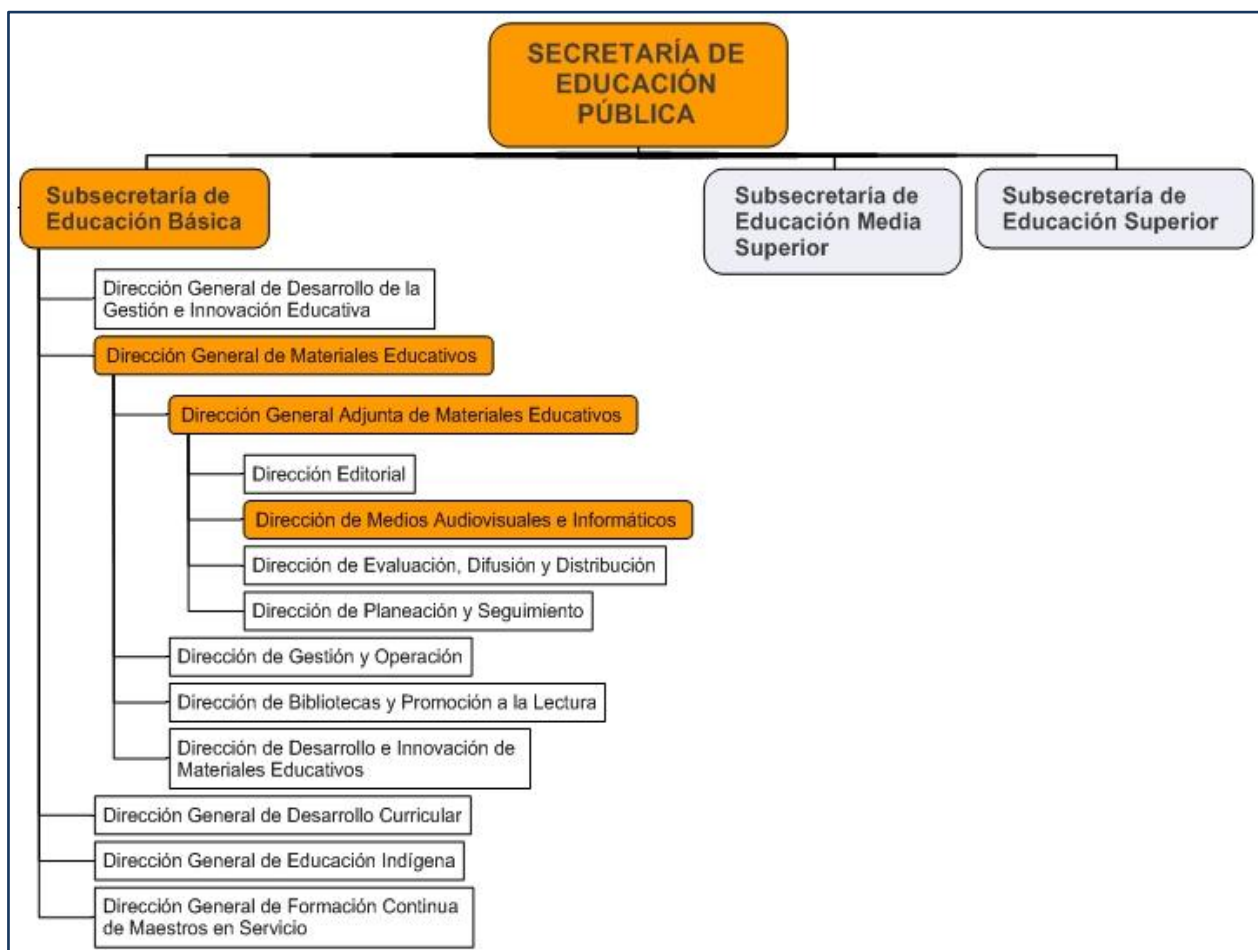 SECRETARÍA DE
EDUCACIÓN
PÚBLICA
Subsecretaría de
Educación Básica
Subsecretaría de
Educación Media
Superior
Subsecretaría de
Educación Superior
Dirección General de Desarrollo de la
Gestión e Innovación Educativa
Dirección General de Materiales Educativos
Dirección General Adjunta de Materiales Educativos
Dirección Editorial
Dirección de Medios Audiovisuales e Informáticos
Dirección de Evaluación, Difusión y Distribución
Dirección de Planeación y Seguimiento
Dirección de Gestión y Operación
Dirección de Bibliotecas y Promoción a la Lectura
Dirección de Desarrollo e Innovación de
Materiales Educativos
Dirección General de Desarrollo Curricular
Dirección General de Educación Indígena
Dirección General de Formación Continua
de Maestros en Servicio